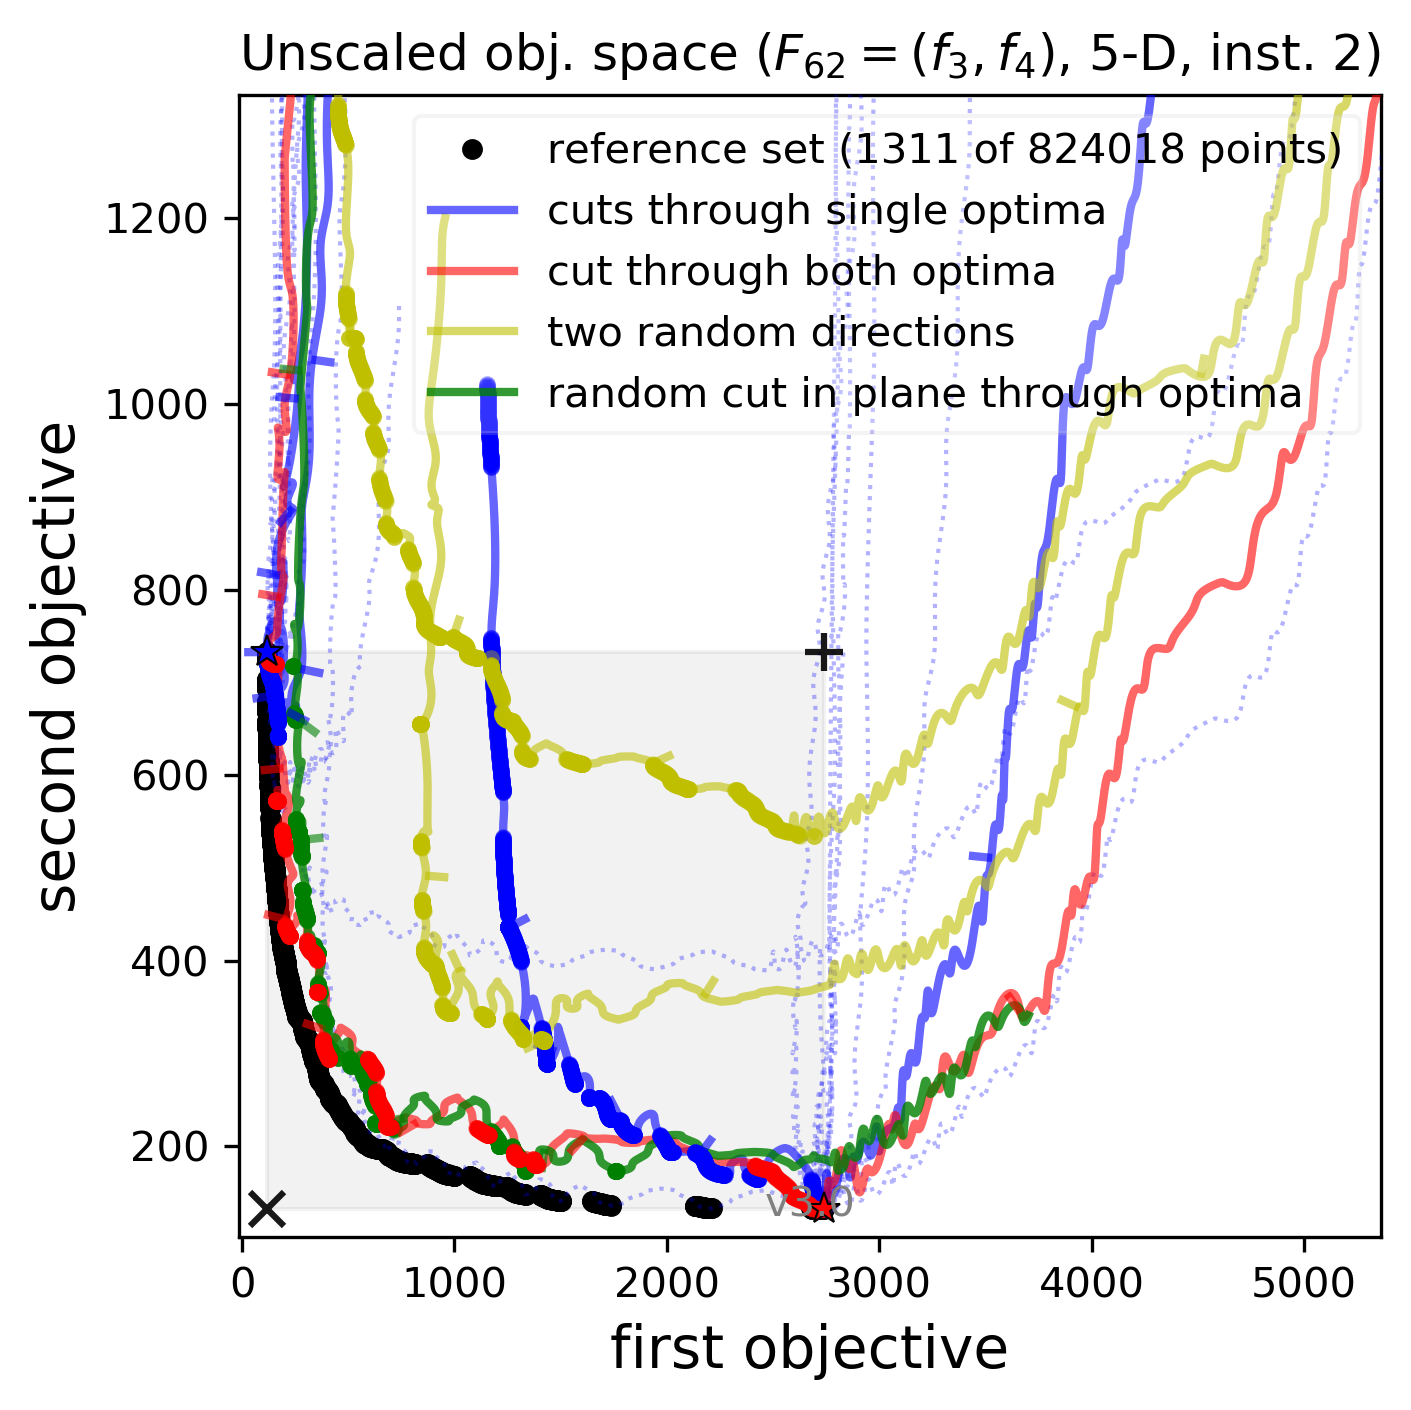 Unscaled obj. space (F₆₂ = (f₃, f₄), 5-D, inst. 2)
reference set (1311 of 824018 points)
cuts through single optima
cut through both optima
two random directions
random cut in plane through optima
second objective
1200
1000
800
600
400
200
v3.0
0 1000 2000 3000 4000 5000
first objective